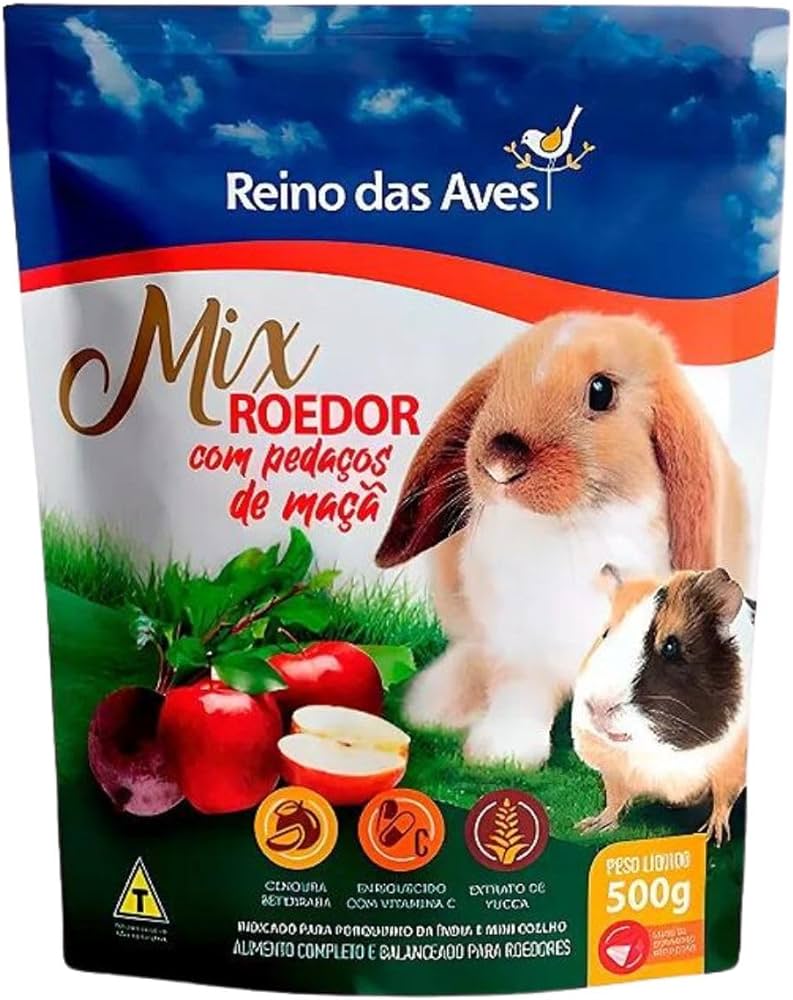 Reino das Aves
Mix
ROEDOR
com pedaços
de maçã
CENOURA
BETERRABA
ENRIQUECIDO
COM VITAMINA C
EXTRATO DE
YUCCA
C
T
PESO LÍQUIDO
500g
INDICADO PARA PORQUINHO DA ÍNDIA E MINI COELHO
ALIMENTO COMPLETO E BALANCEADO PARA ROEDORES